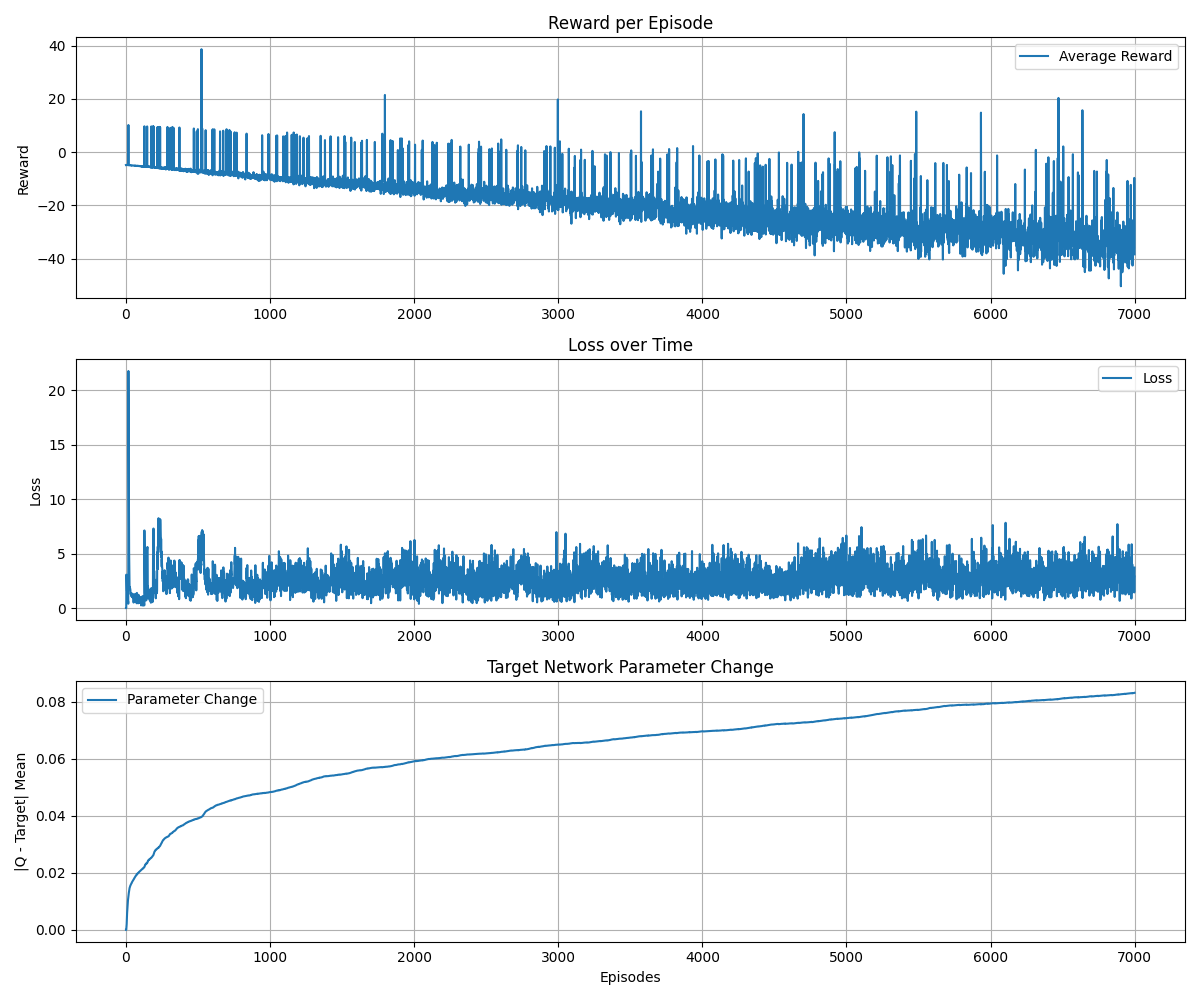 Reward per Episode
Reward
40
20
0
−20
−40
Average Reward
0 1000 2000 3000 4000 5000 6000 7000
Loss over Time
Loss
20
15
10
5
0
Loss
0 1000 2000 3000 4000 5000 6000 7000
Target Network Parameter Change
|Q - Target| Mean
0.08
0.06
0.04
0.02
0.00
Parameter Change
0 1000 2000 3000 4000 5000 6000 7000
Episodes